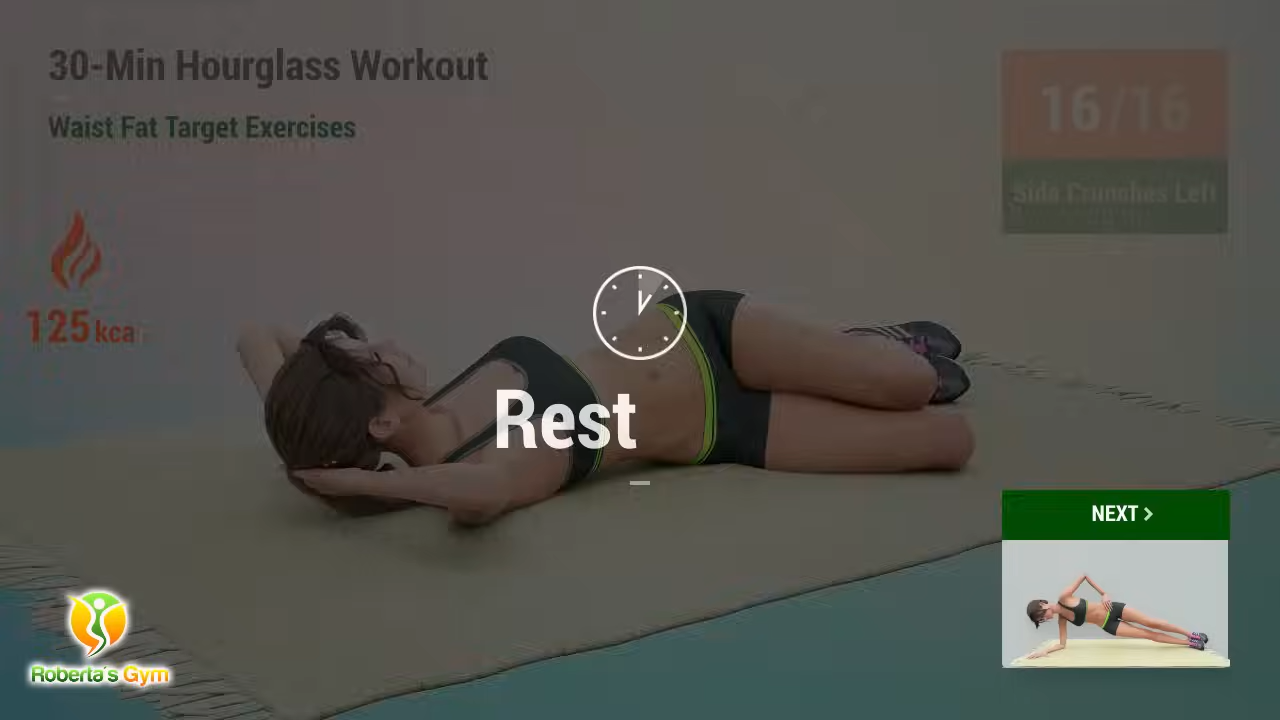 30-Min Hourglass Workout
Waist Fat Target Exercises
16/16
Side Crunches Left
125 kca
Rest
NEXT >
Roberta's Gym